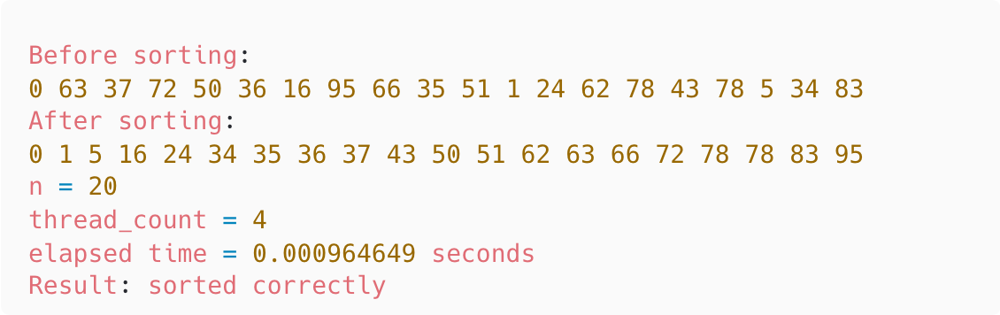 Before sorting:
0 63 37 72 50 36 16 95 66 35 51 1 24 62 78 43 78 5 34 83
After sorting:
0 1 5 16 24 34 35 36 37 43 50 51 62 63 66 72 78 78 83 95
n = 20
thread_count = 4
elapsed time = 0.000964649 seconds
Result: sorted correctly